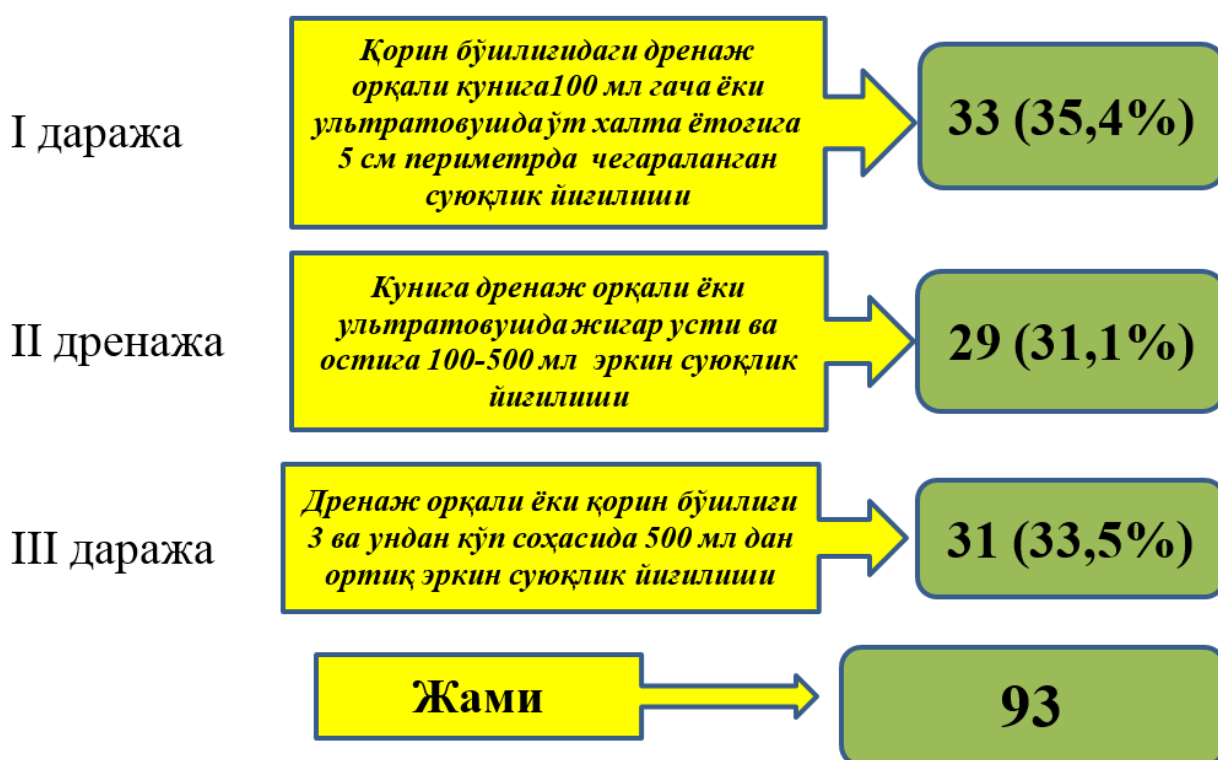 I даража
Қорин бўшлиғидаги дренаж
орқали кунига100 мл гача ёки
ультратовушда ўт халта ётоғига
5 см периметрда чегараланган
суюқлик йиғилиши
33 (35,4%)
II дренажа
Кунига дренаж орқали ёки
ультратовушда жигар усти ва
остига 100-500 мл эркин суюқлик
йиғилиши
29 (31,1%)
III даража
Дренаж орқали ёки қорин бўшлиғи
3 ва ундан кўп соҳасида 500 мл дан
ортиқ эркин суюқлик йиғилиши
31 (33,5%)
Жами
93